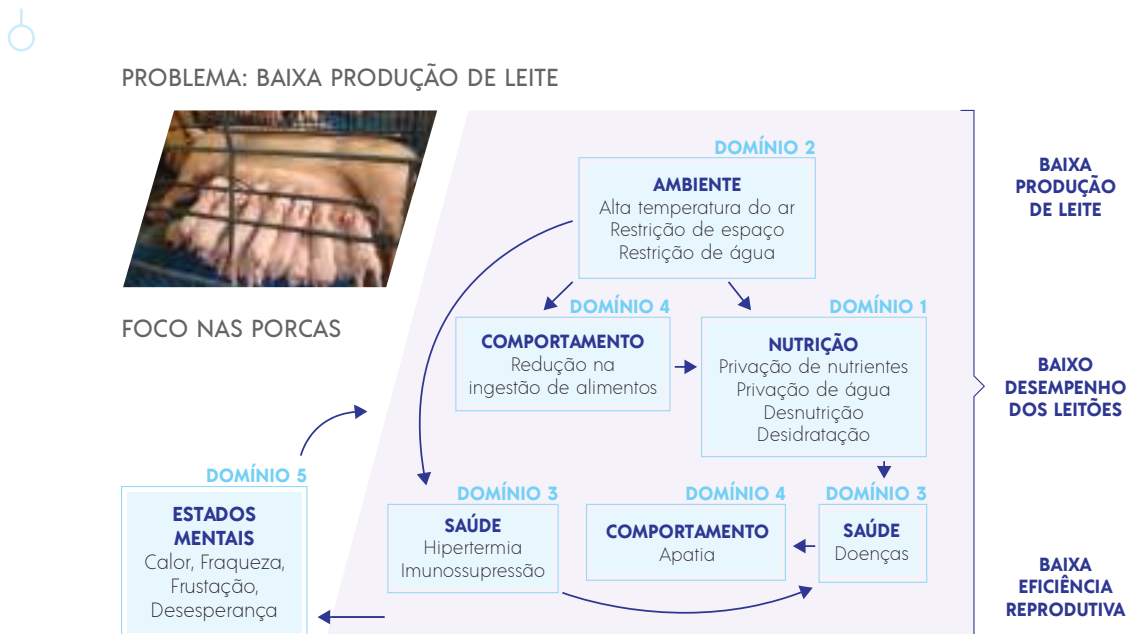 PROBLEMA: BAIXA PRODUÇÃO DE LEITE
DOMÍNIO 2
AMBIENTE
Alta temperatura do ar
Restrição de espaço
Restrição de água
BAIXA
PRODUÇÃO
DE LEITE
FOCO NAS PORCAS
DOMÍNIO 4
COMPORTAMENTO
Redução na
ingestão de alimentos
DOMÍNIO 1
NUTRIÇÃO
Privação de nutrientes
Privação de água
Desnutrição
Desidratação
BAIXO
DESEMPENHO
DOS LEITÕES
DOMÍNIO 5
ESTADOS
MENTAIS
Calor, Fraqueza,
Frustação,
Desesperança
DOMÍNIO 3
SAÚDE
Hipertermia
Imunossupressão
DOMÍNIO 4
COMPORTAMENTO
Apatia
DOMÍNIO 3
SAÚDE
Doenças
BAIXA
EFICIÊNCIA
REPRODUTIVA